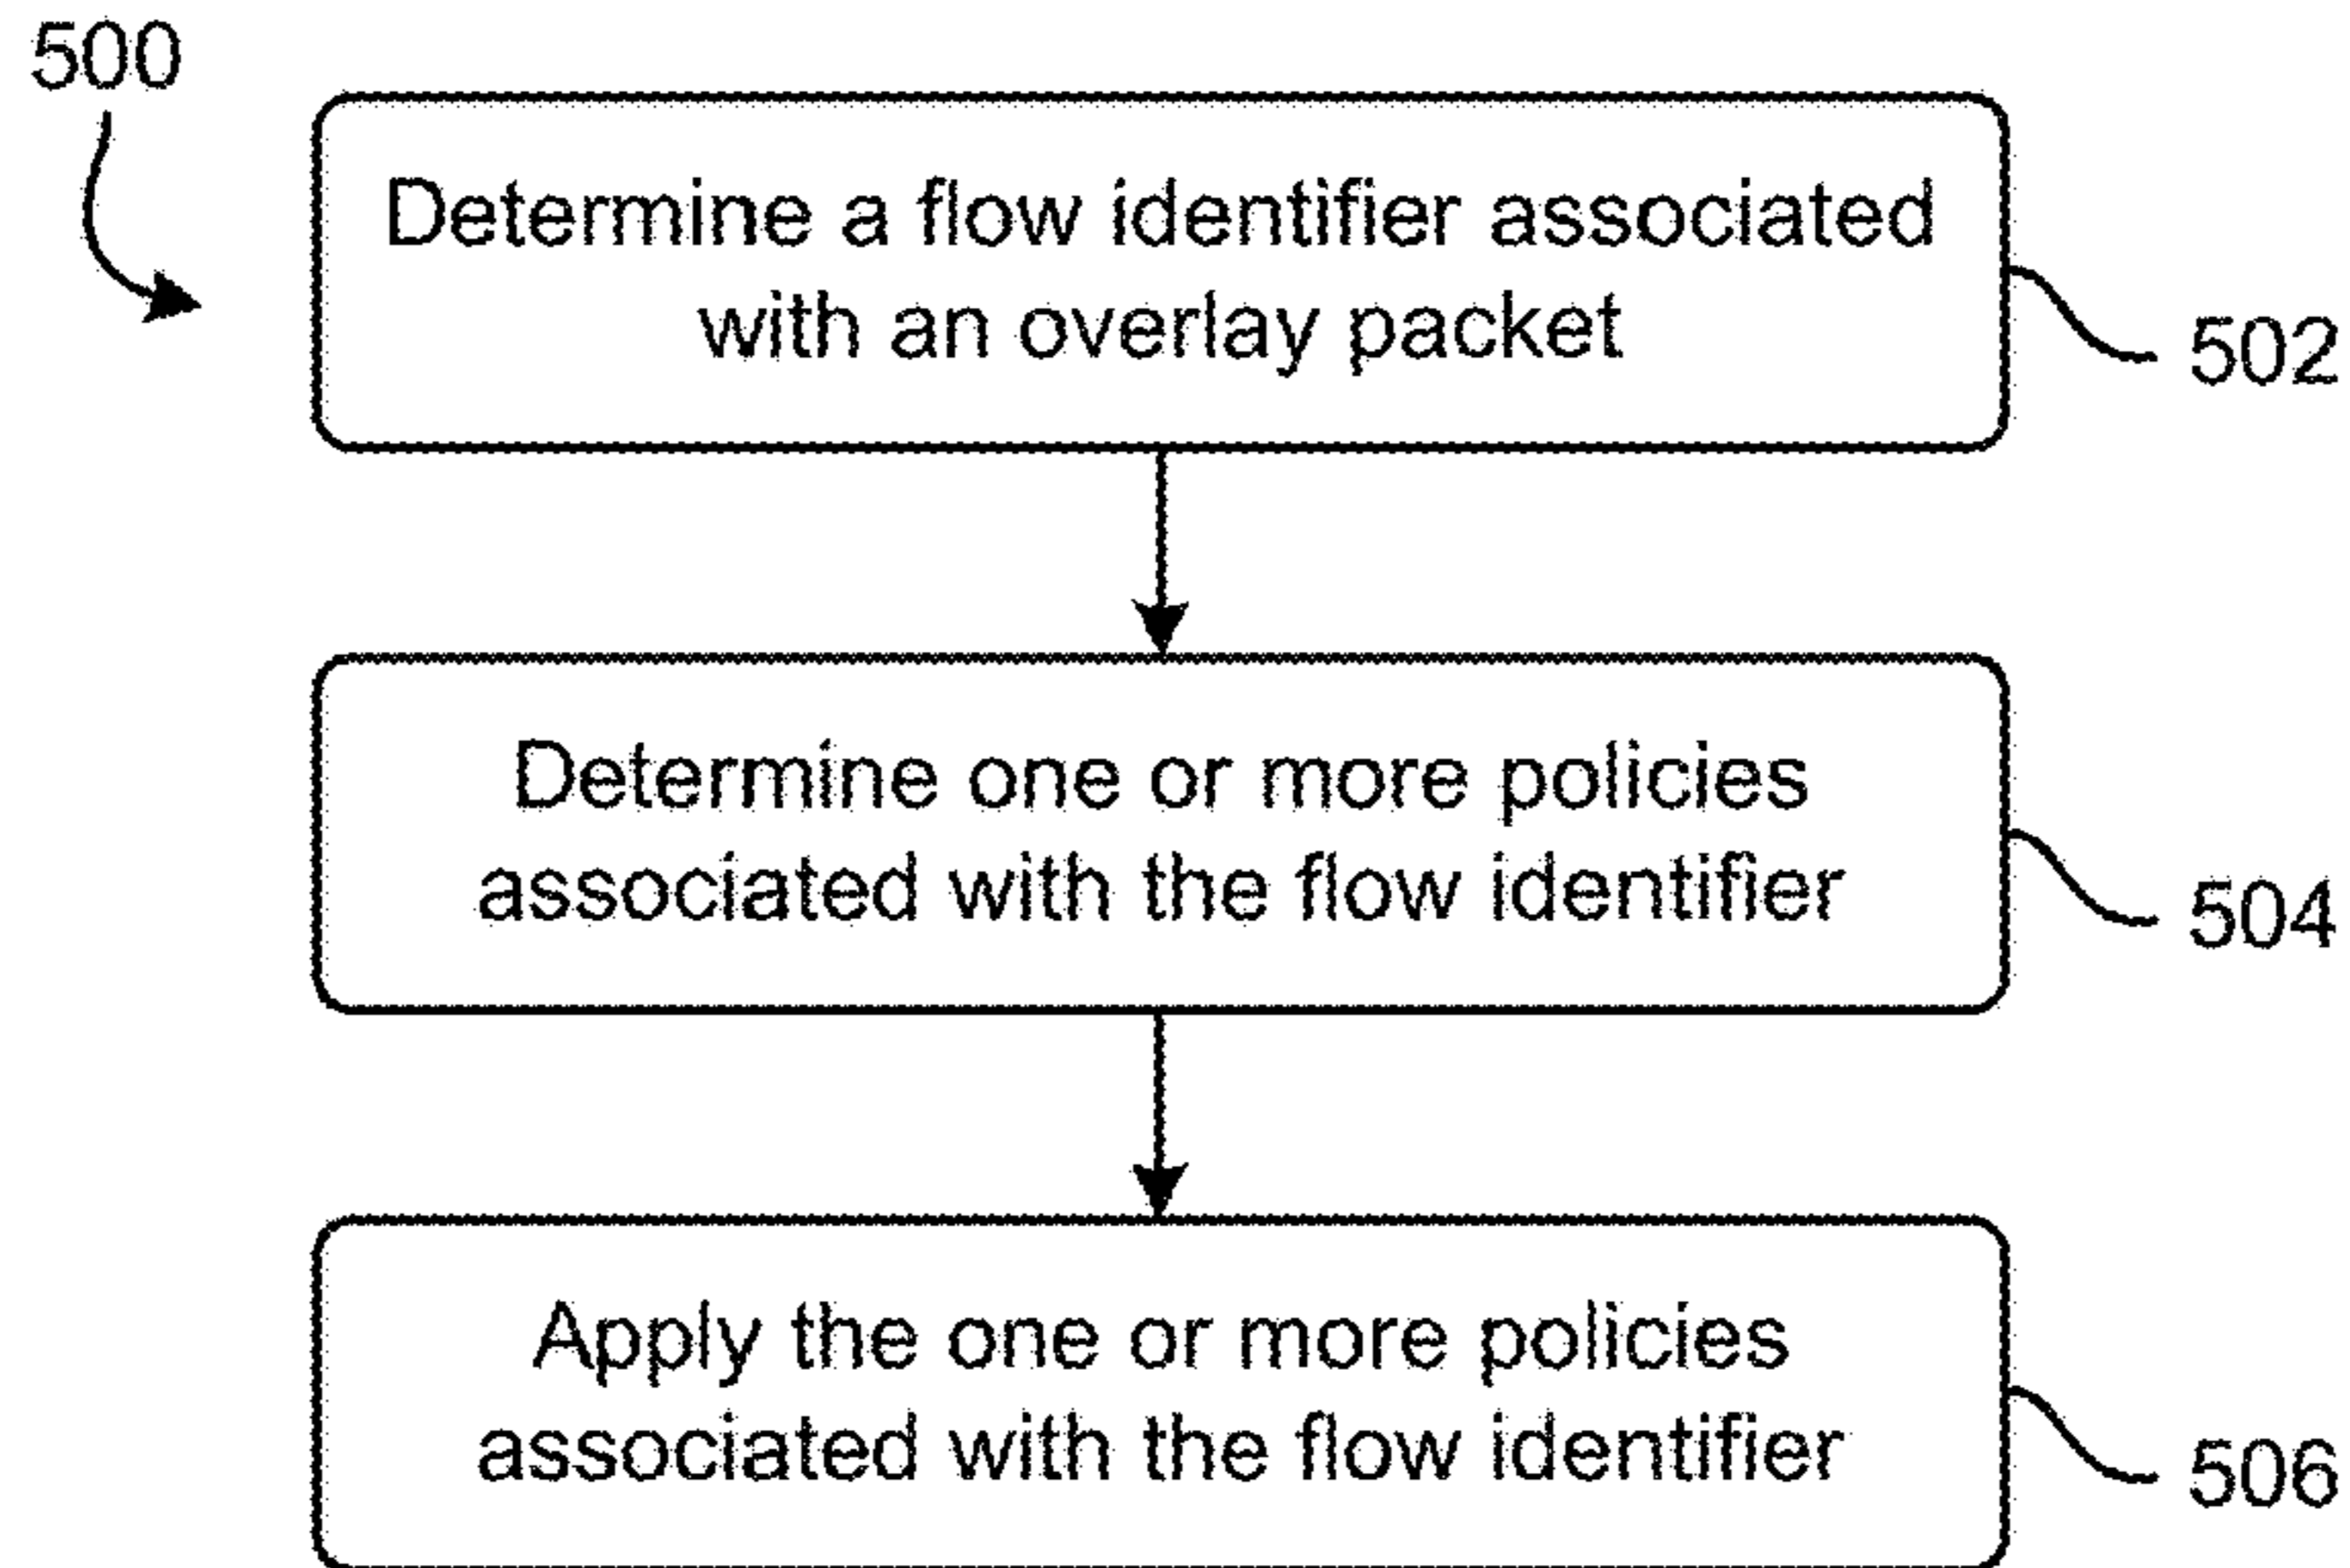 500
Determine a flow identifier associated
with an overlay packet
502
Determine one or more policies
associated with the flow identifier
504
Apply the one or more policies
associated with the flow identifier
506